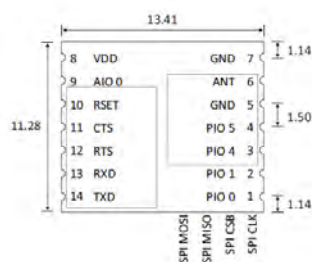 13.41
11.28
1.14
1.50
1.14
8 VDD GND 7
9 AIO 0 ANT 6
10 RSET GND 5
11 CTS PIO 5 4
12 RTS PIO 4 3
13 RXD PIO 1 2
14 TXD PIO 0 1
SPI MOSI
SPI MISO
SPI CSB
SPI CLK